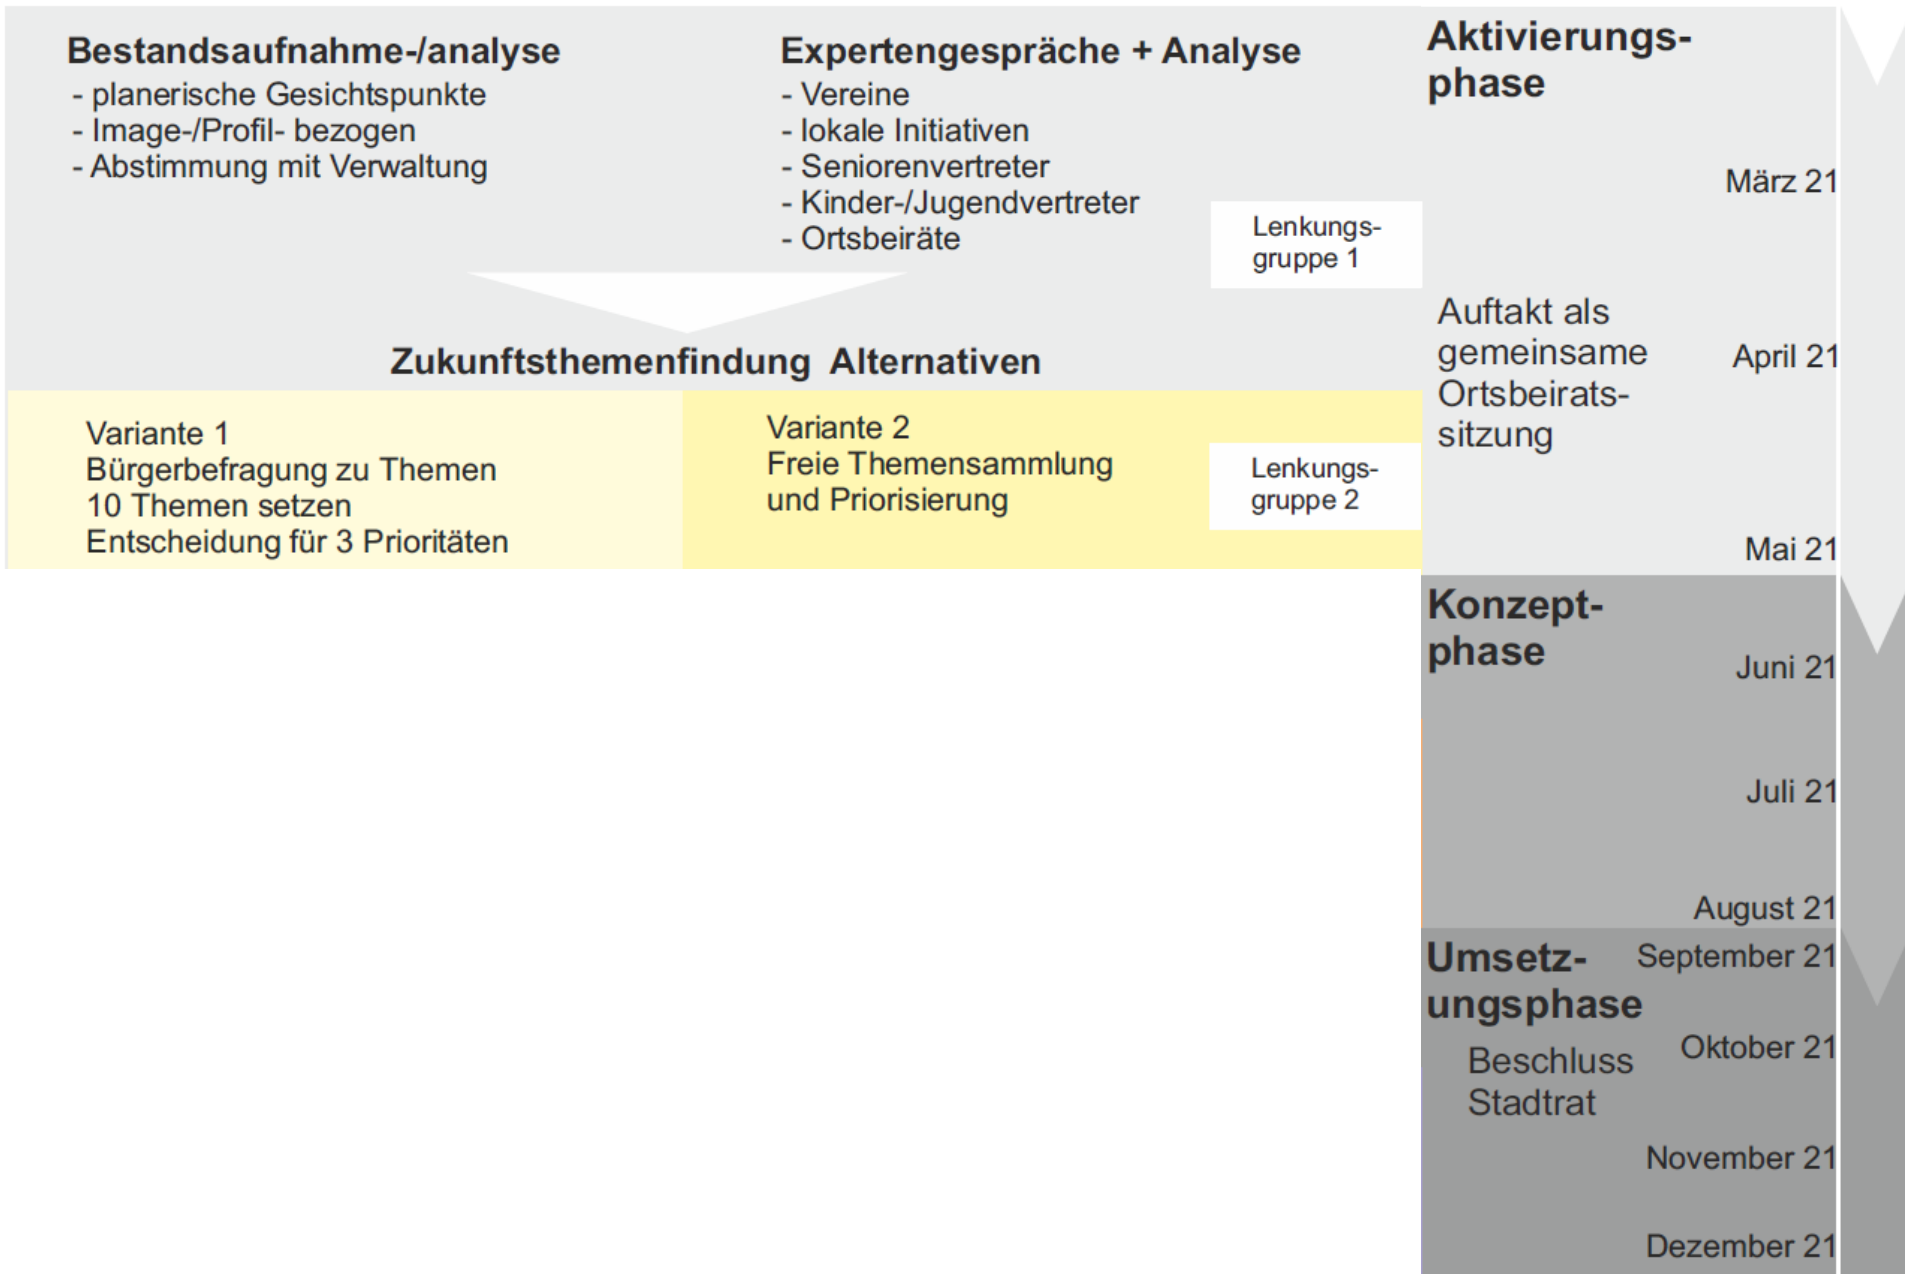 Bestandsaufnahme-/analyse
- planerische Gesichtspunkte
- Image-/Profil- bezogen
- Abstimmung mit Verwaltung
Expertengespräche + Analyse
- Vereine
- lokale Initiativen
- Seniorenvertreter
- Kinder-/Jugendvertreter
- Ortsbeiräte
Lenkungs-
gruppe 1
Zukunftsthemenfindung Alternativen
Variante 1
Bürgerbefragung zu Themen
10 Themen setzen
Entscheidung für 3 Prioritäten
Variante 2
Freie Themensammlung
und Priorisierung
Lenkungs-
gruppe 2
Aktivierungs-
phase
März 21
Auftakt als
gemeinsame
Ortsbeirats-
sitzung
April 21
Mai 21
Konzept-
phase
Juni 21
Juli 21
August 21
Umsetz-
ungsphase
September 21
Oktober 21
Beschluss
Stadtrat
November 21
Dezember 21